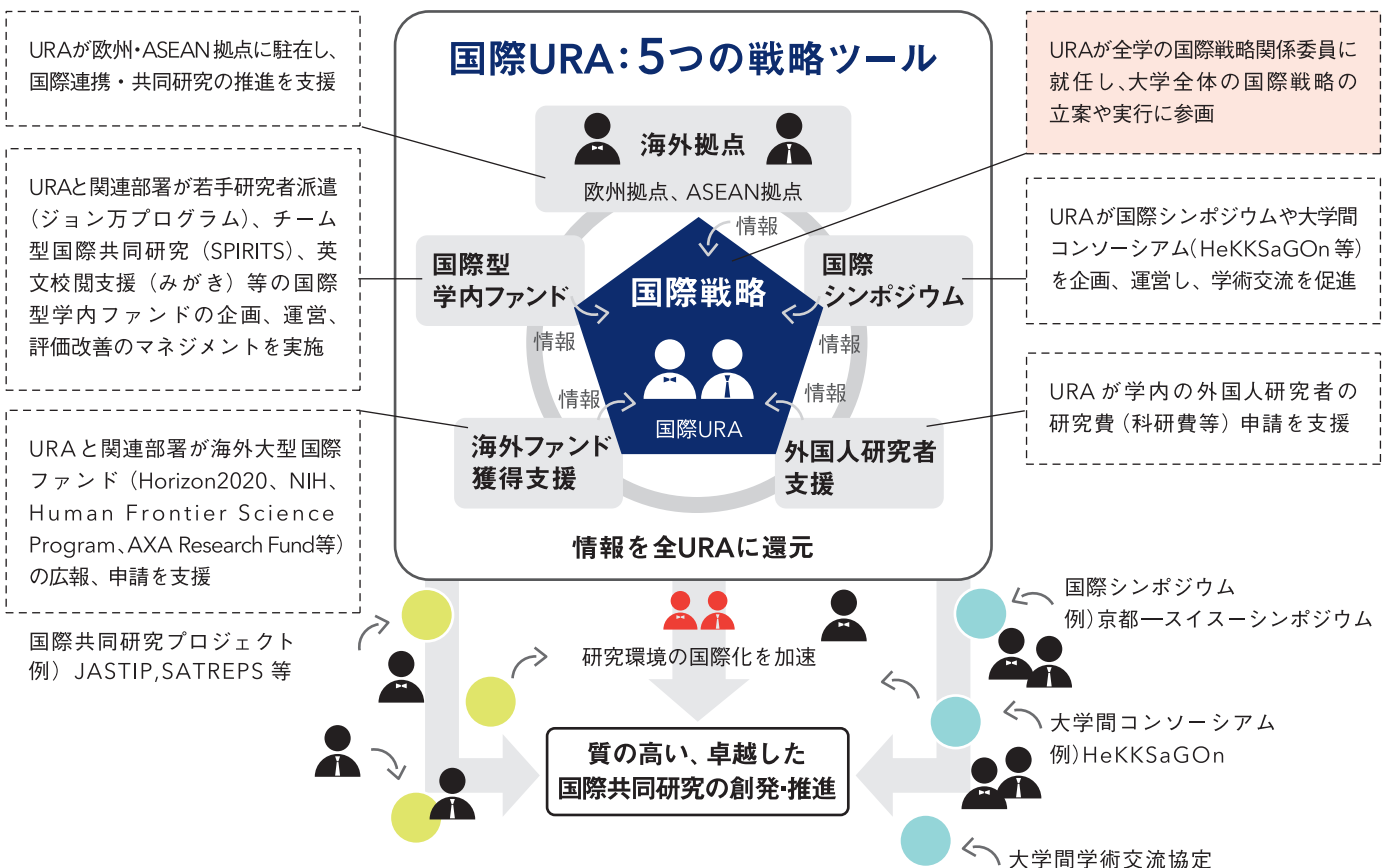 URAが欧州・ASEAN拠点に駐在し、
国際連携・共同研究の推進を支援
URAと関連部署が若手研究者派遣
（ジョン万プログラム）、チーム
型国際共同研究（SPIRITS）、英
文校閲支援（みがき）等の国際
型学内ファンドの企画、運営、
評価改善のマネジメントを実施
URAと関連部署が海外大型国際
ファンド（Horizon2020、NIH、
Human Frontier Science
Program、AXA Research Fund等）
の広報、申請を支援
国際URA：5つの戦略ツール
海外拠点
欧州拠点、ASEAN拠点
情報
国際型
学内ファンド
国際戦略
国際
シンポジウム
情報
情報
情報
情報
国際URA
海外ファンド
獲得支援
外国人研究者
支援
情報を全URAに還元
URAが全学の国際戦略関係委員に
就任し、大学全体の国際戦略の
立案や実行に参画
URAが国際シンポジウムや大学間
コンソーシアム(HeKKSaGOn等)
を企画、運営し、学術交流を促進
URAが学内の外国人研究者の
研究費（科研費等）申請を支援
国際共同研究プロジェクト
例）JASTIP,SATREPS 等
研究環境の国際化を加速
国際シンポジウム
例)京都―スイスーシンポジウム
大学間コンソーシアム
例)HeKKSaGOn
質の高い、卓越した
国際共同研究の創発・推進
大学間学術交流協定